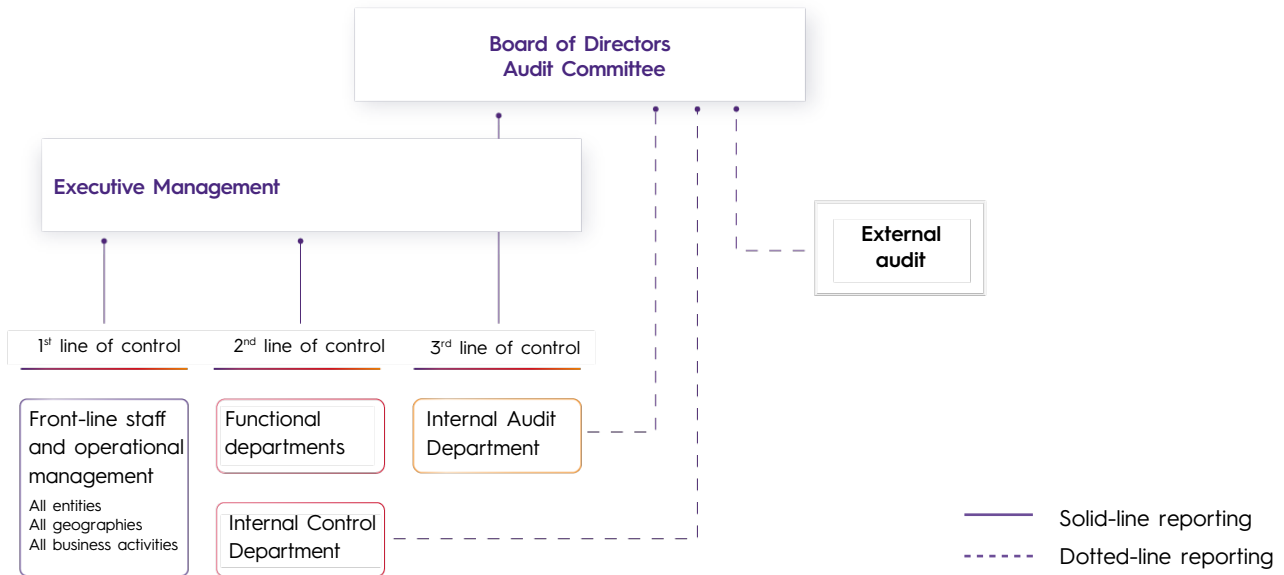 Board of Directors
Audit Committee
Executive Management
External
audit
1st line of control
2nd line of control
3rd line of control
Front-line staff
and operational
management
All entities
All geographies
All business activities
Functional
departments
Internal Control
Department
Internal Audit
Department
Solid-line reporting
Dotted-line reporting